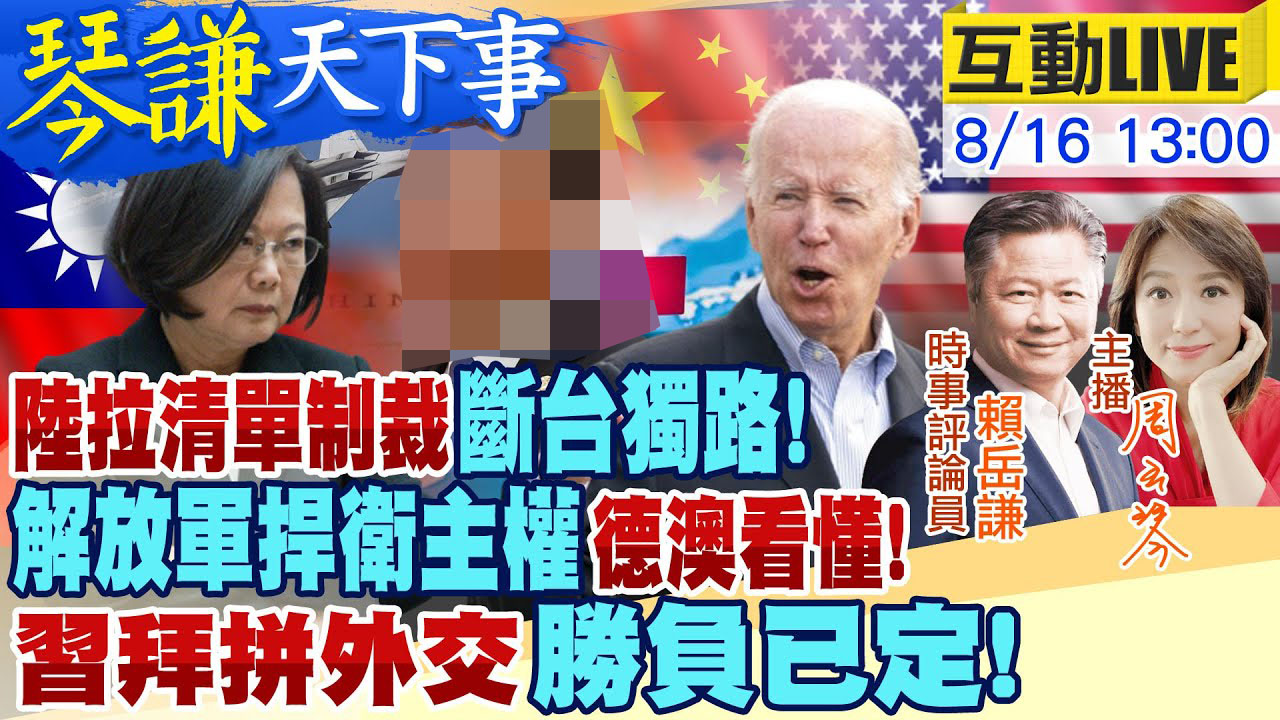 琴謙天下事
互動LIVE
8/16 13:00
時事評論員
賴岳謙
主播
周玉琴
陸拉清單制裁斷台獨路!
解放軍捍衛主權德澳看懂!
習拜拼外交勝負已定!